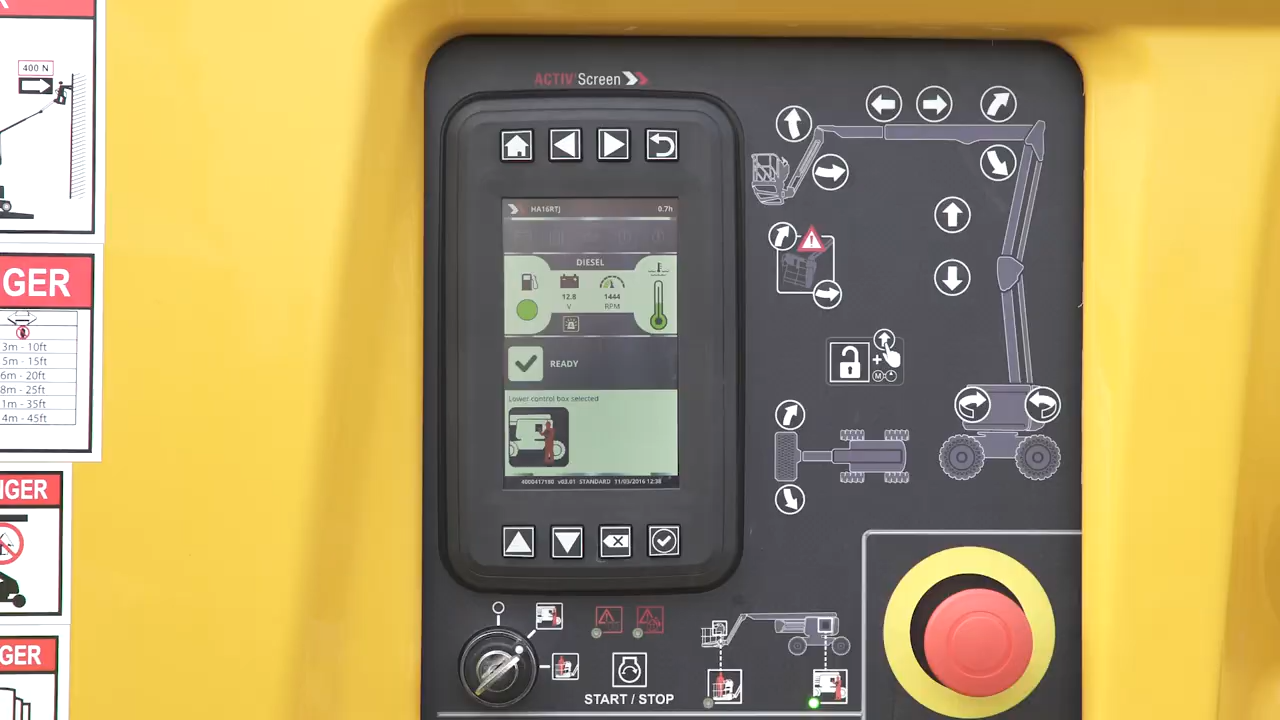 400 N
GER
3m - 10ft
5m - 15ft
6m - 20ft
8m - 25ft
1m - 35ft
4m - 45ft
NGER
GER
ACTIV'Screen
HA16RTJ 0.7h
DIESEL
12.8 1444
V RPM
READY
Lower control box selected
4000417180 v03.01 STANDARD 11/03/2016 12:38
START / STOP